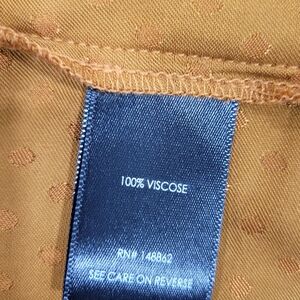 100% VISCOSE
RN# 148862
SEE CARE ON REVERSE